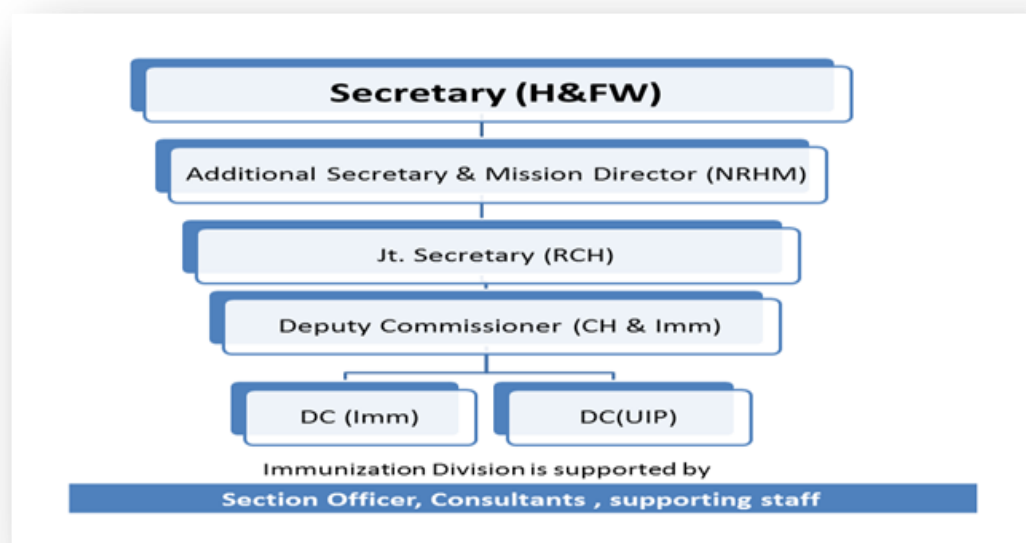 Secretary (H&FW)
Additional Secretary & Mission Director (NRHM)
Jt. Secretary (RCH)
Deputy Commissioner (CH & Imm)
DC (Imm)
DC(UIP)
Immunization Division is supported by
Section Officer, Consultants , supporting staff